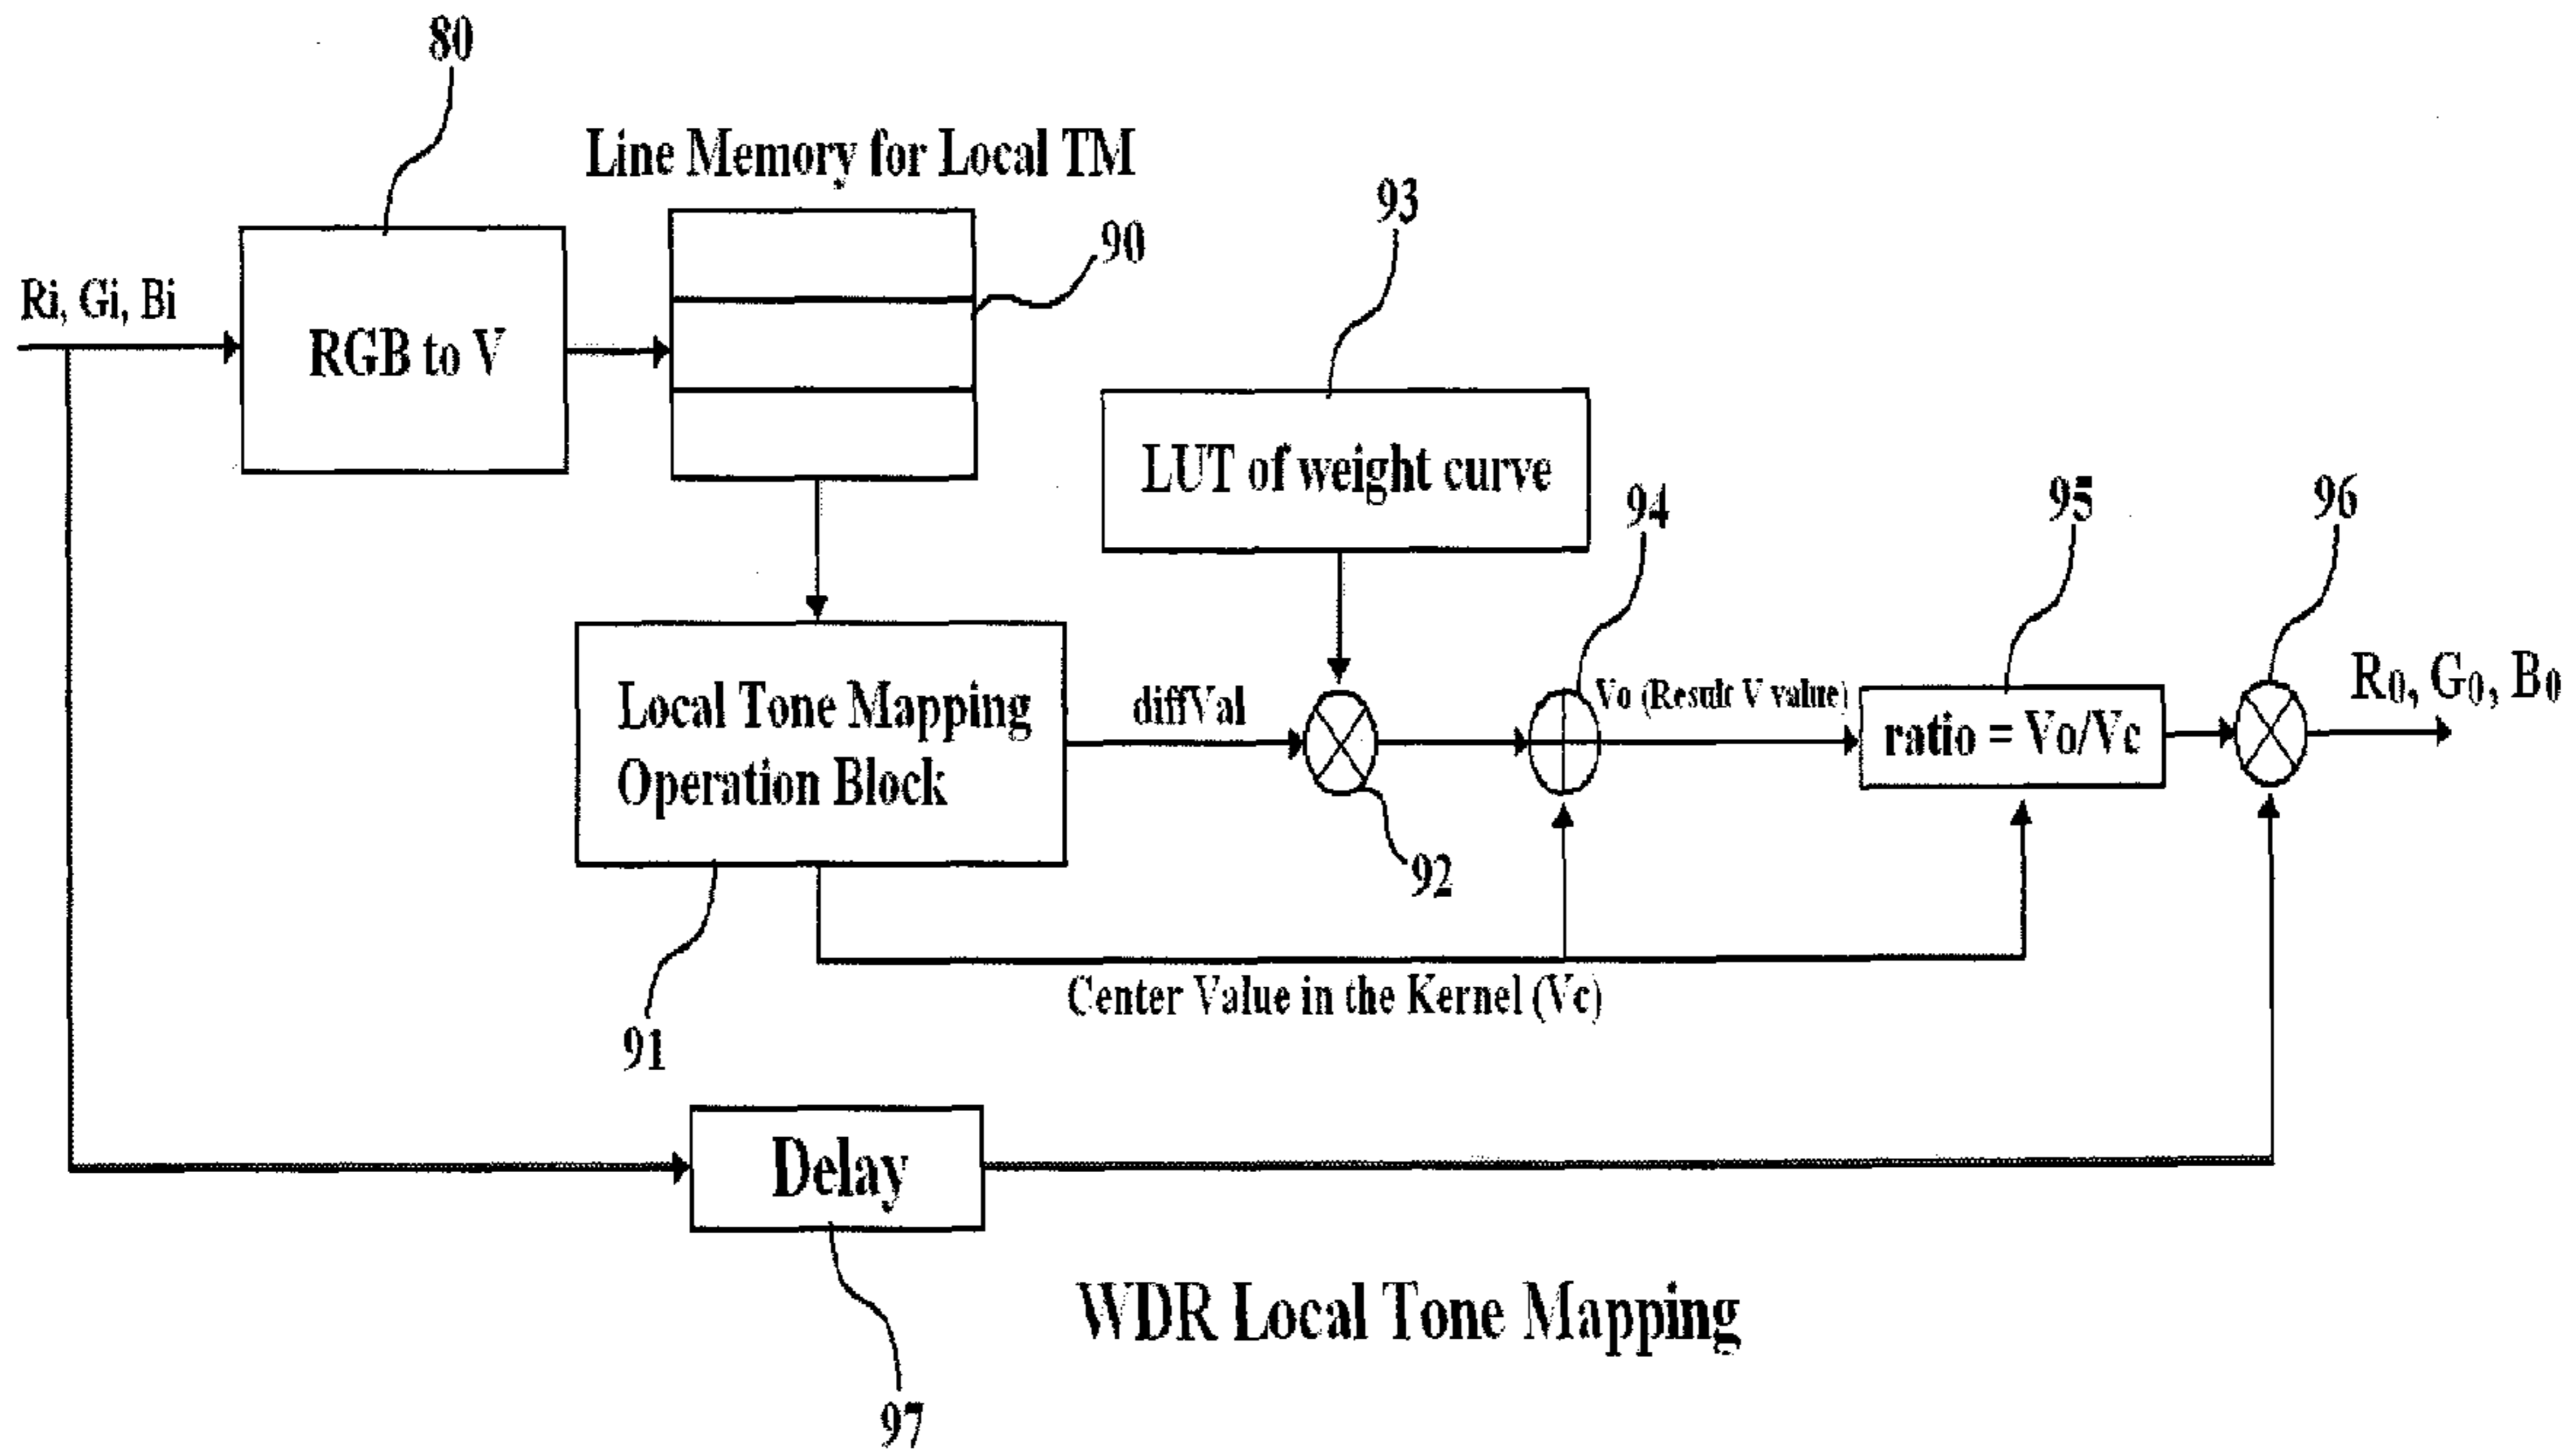 80
Line Memory for Local TM
93
90
Ri, Gi, Bi
RGB to V
LUT of weight curve
94
95
96
Local Tone Mapping
Operation Block
diffVal
Vo (Result V value)
ratio = Vo/Vc
R0, G0, B0
92
Center Value in the Kernel (Vc)
91
Delay
WDR Local Tone Mapping
97